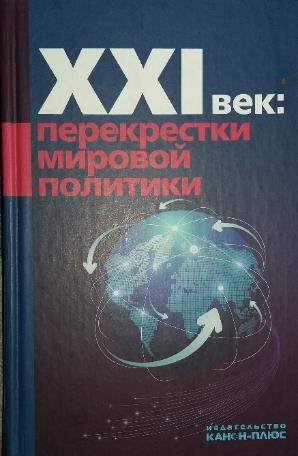 XXI век:
перекрестки
мировой
политики
издательство
КАНОН-ПЛЮС